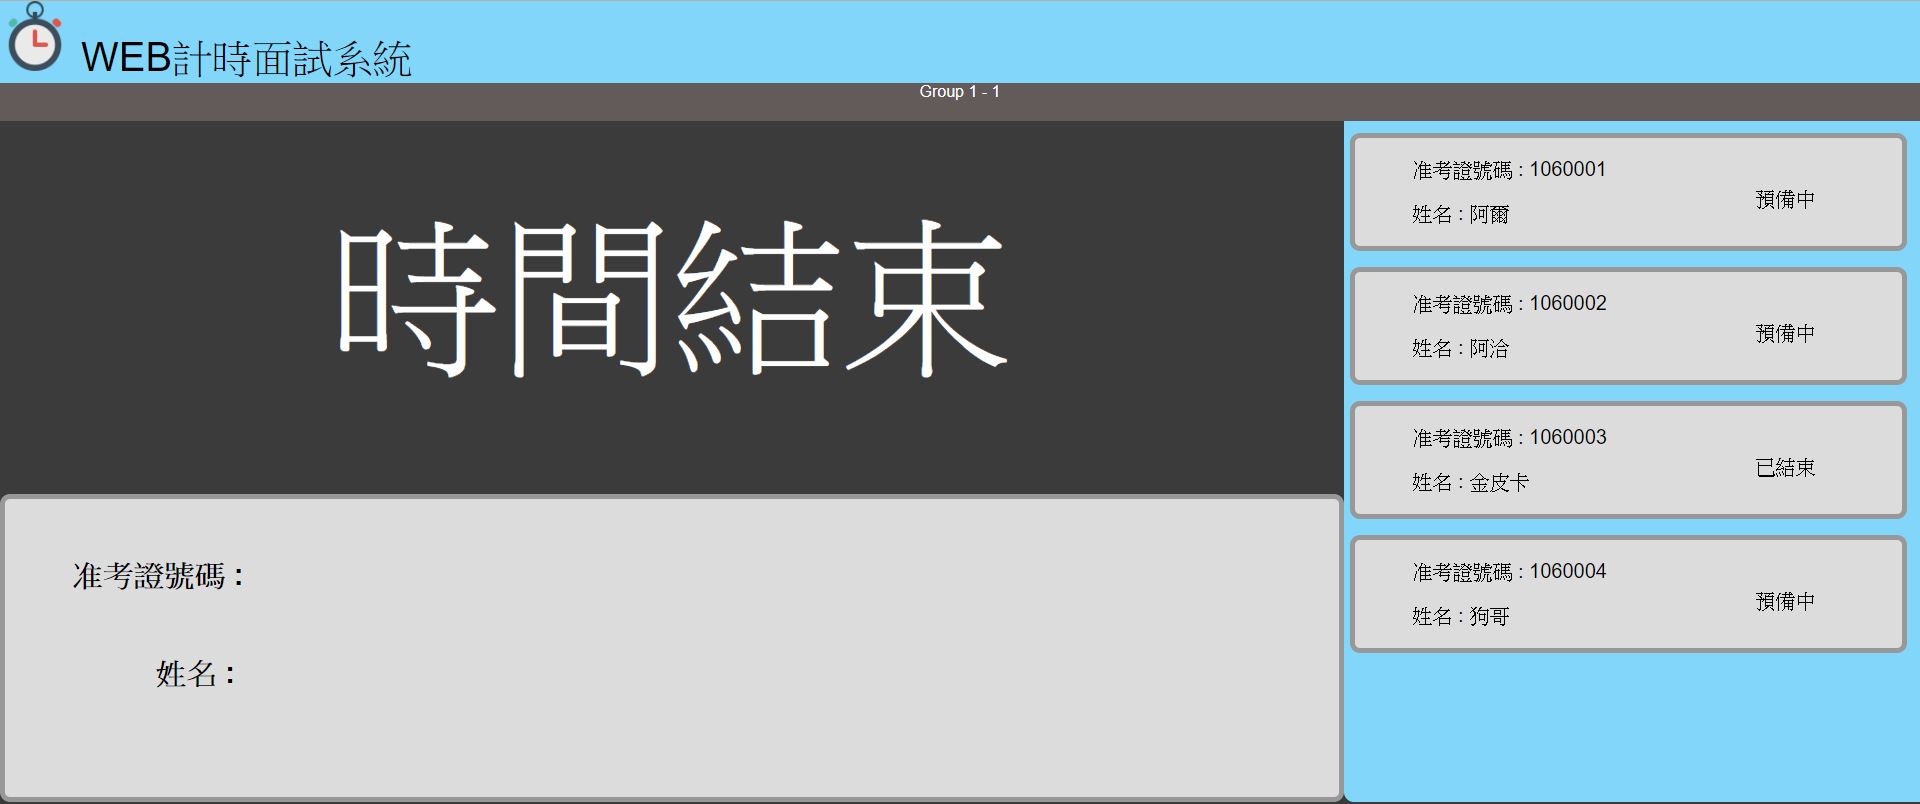 WEB計時面試系統
Group 1 - 1
時間結束
准考證號碼 :
姓名 :
准考證號碼 : 1060001
姓名 : 阿爾
預備中
准考證號碼 : 1060002
姓名 : 阿洽
預備中
准考證號碼 : 1060003
姓名 : 金皮卡
已結束
准考證號碼 : 1060004
姓名 : 狗哥
預備中